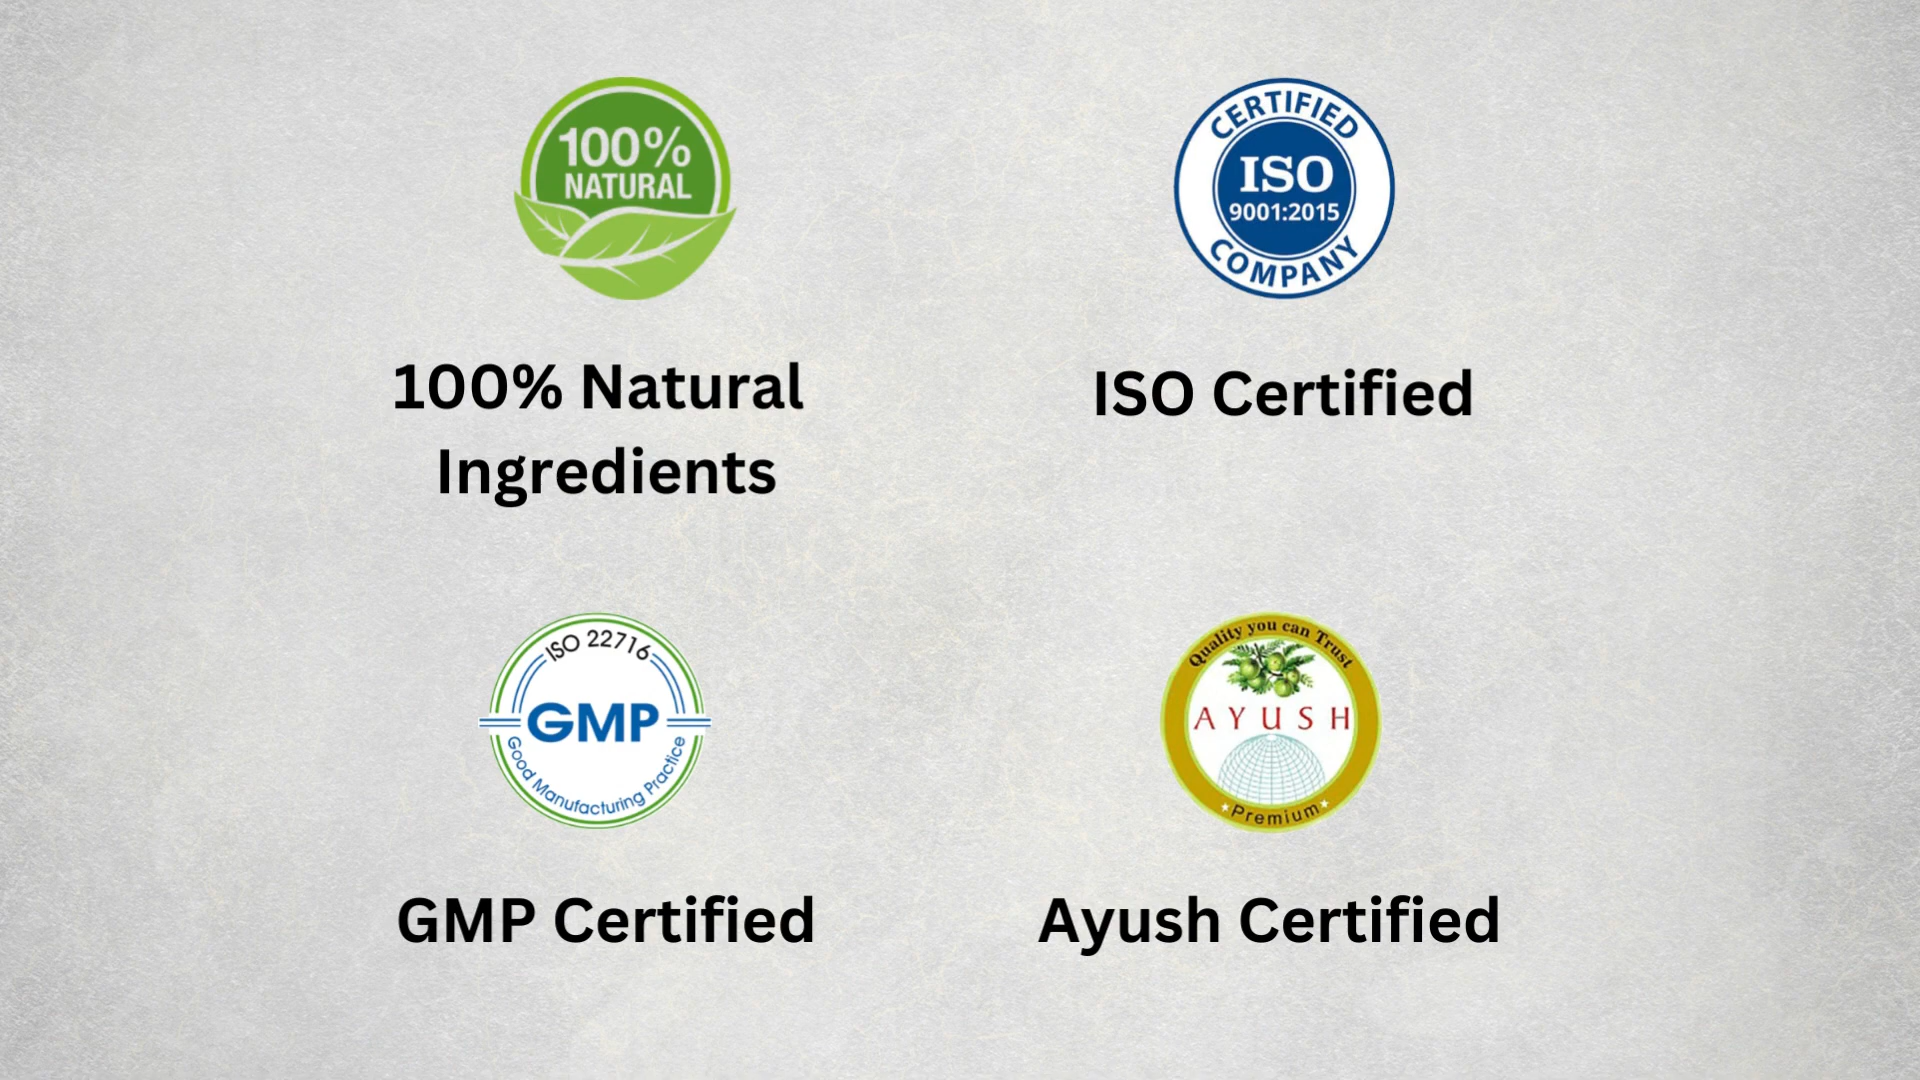 100%
NATURAL
100% Natural
Ingredients
CERTIFIED
ISO
9001:2015
COMPANY
ISO Certified
ISO 22716
GMP
Good Manufacturing Practice
GMP Certified
Quality you can Trust
AYUSH
Premium
Ayush Certified